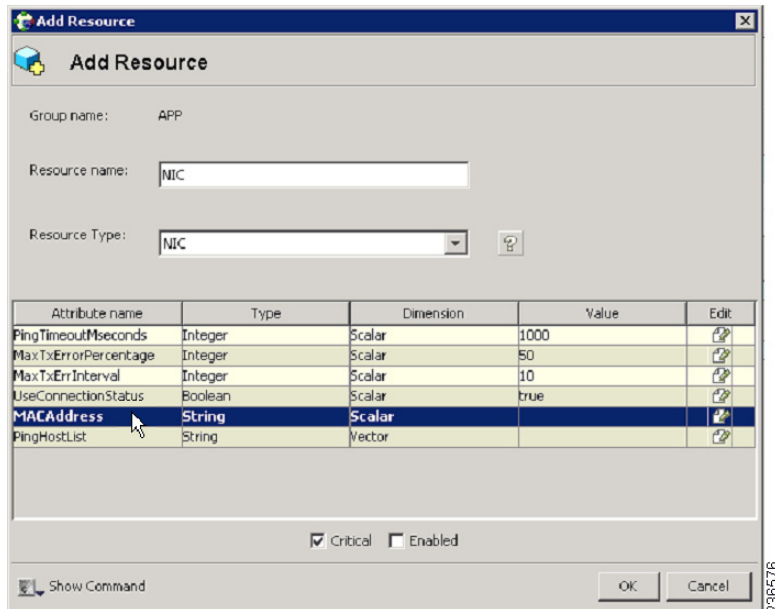 Add Resource
Add Resource
Group name: APP
Resource name: NIC
Resource Type: NIC
Attribute name Type Dimension Value Edit
PingTimeoutMseconds Integer Scalar 1000
MaxTxErrorPercentage Integer Scalar 50
MaxTxErrInterval Integer Scalar 10
UseConnectionStatus Boolean Scalar true
MACAddress String Scalar
PingHostList String Vector
Critical Enabled
Show Command OK Cancel